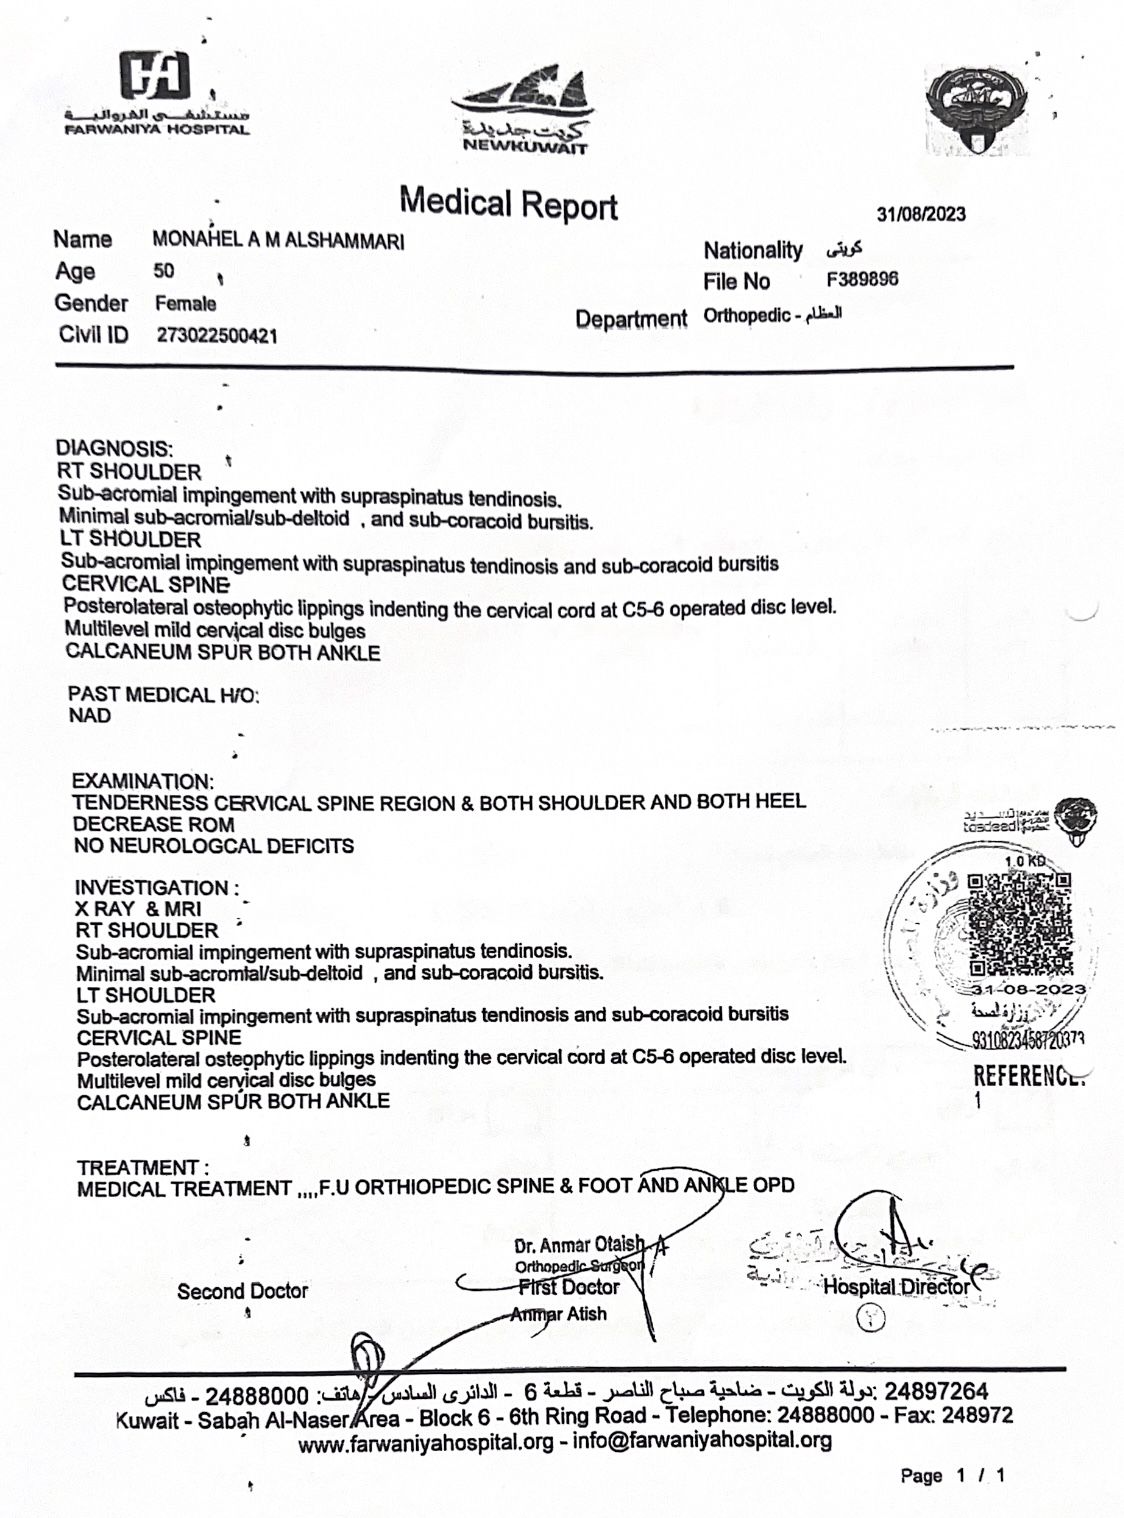 مستشفى الفروانية
FARWANIYA HOSPITAL
كويت جديدة
NEWKUWAIT
Medical Report
31/08/2023
Name MONAHEL A M ALSHAMMARI
Nationality كويتى
Age 50
File No F389896
Gender Female
Department Orthopedic - العظام
Civil ID 273022500421
DIAGNOSIS:
RT SHOULDER
Sub-acromial impingement with supraspinatus tendinosis.
Minimal sub-acromial/sub-deltoid , and sub-coracoid bursitis.
LT SHOULDER
Sub-acromial impingement with supraspinatus tendinosis and sub-coracoid bursitis
CERVICAL SPINE
Posterolateral osteophytic lippings indenting the cervical cord at C5-6 operated disc level.
Multilevel mild cervical disc bulges
CALCANEUM SPUR BOTH ANKLE
PAST MEDICAL H/O:
NAD
EXAMINATION:
TENDERNESS CERVICAL SPINE REGION & BOTH SHOULDER AND BOTH HEEL
DECREASE ROM
NO NEUROLOGCAL DEFICITS
INVESTIGATION :
X RAY & MRI
RT SHOULDER
Sub-acromial impingement with supraspinatus tendinosis.
Minimal sub-acromial/sub-deltoid , and sub-coracoid bursitis.
LT SHOULDER
Sub-acromial impingement with supraspinatus tendinosis and sub-coracoid bursitis
CERVICAL SPINE
Posterolateral osteophytic lippings indenting the cervical cord at C5-6 operated disc level.
Multilevel mild cervical disc bulges
CALCANEUM SPUR BOTH ANKLE
تسديد
tasdeed
1.0 KD
31-08-2023
وزارة الصحة
9310823458720373
REFERENCE:
1
TREATMENT :
MEDICAL TREATMENT ,,,,F.U ORTHIOPEDIC SPINE & FOOT AND ANKLE OPD
Dr. Anmar Otaish
Orthopedic Surgeon
Second Doctor First Doctor Hospital Director
Anmar Atish
دولة الكويت - ضاحية صباح الناصر - قطعة 6 - الدائرى السادس - هاتف: 24888000 - فاكس: 24897264
Kuwait - Sabah Al-Naser Area - Block 6 - 6th Ring Road - Telephone: 24888000 - Fax: 248972
www.farwaniyahospital.org - info@farwaniyahospital.org
Page 1 / 1